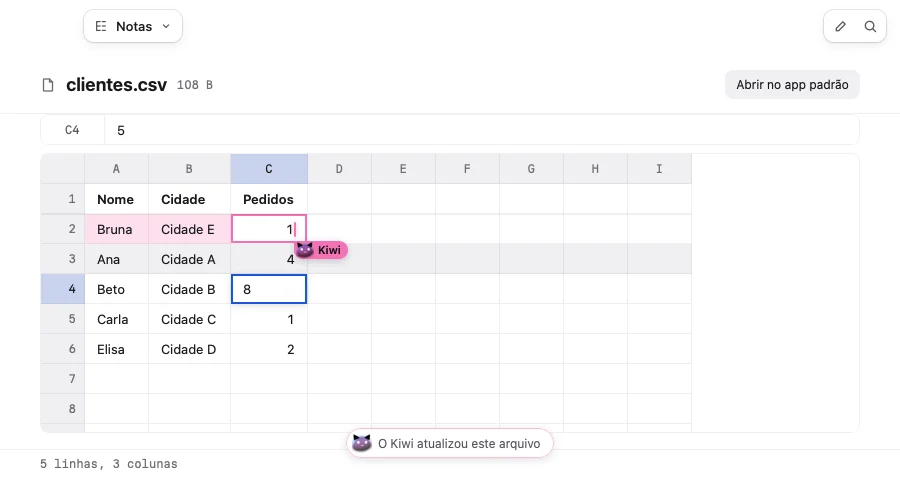 Notas
clientes.csv 108 B
Abrir no app padrão
C4 5
A B C D E F G H I
1 Nome Cidade Pedidos
2 Bruna Cidade E 1
Kiwi
3 Ana Cidade A 4
4 Beto Cidade B 8
5 Carla Cidade C 1
6 Elisa Cidade D 2
7
8
O Kiwi atualizou este arquivo
5 linhas, 3 colunas